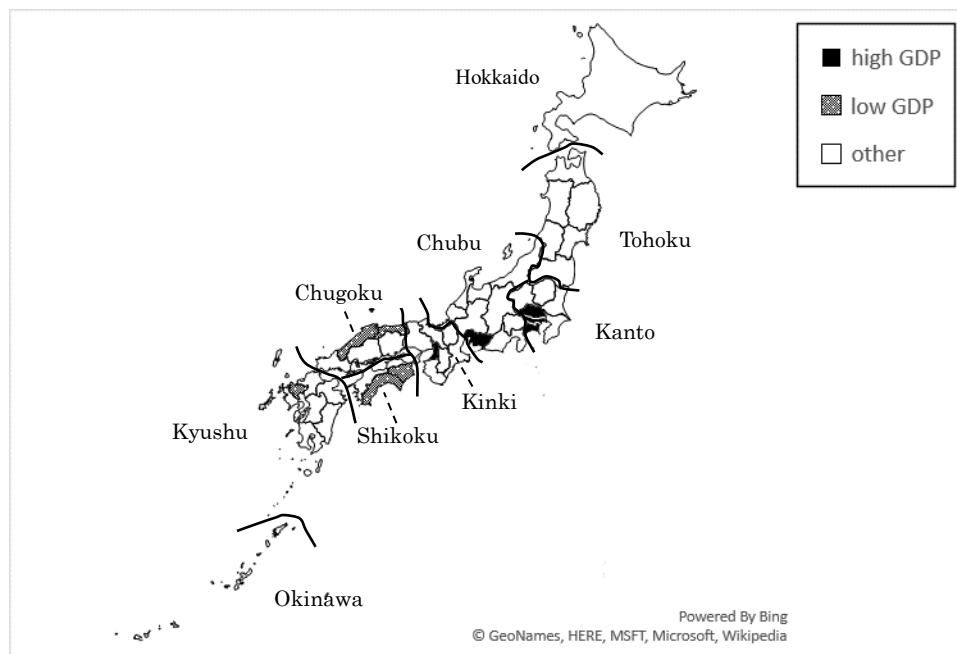 Hokkaido
high GDP
low GDP
other
Chubu
Tohoku
Chugoku
Kanto
Kinki
Kyushu
Shikoku
Okinawa
Powered By Bing
© GeoNames, HERE, MSFT, Microsoft, Wikipedia